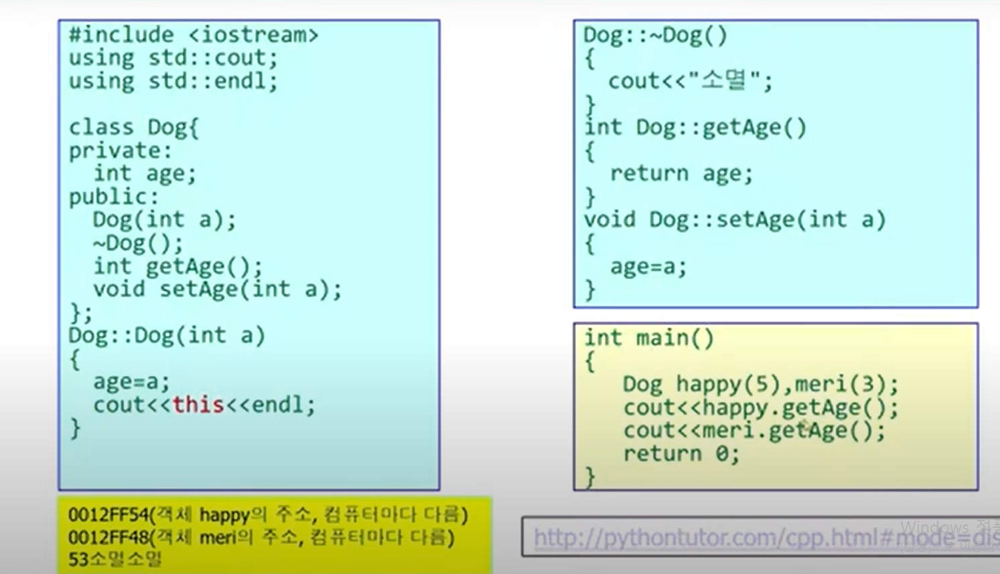 #include <iostream>
using std::cout;
using std::endl;
class Dog{
private:
int age;
public:
Dog(int a);
~Dog();
int getAge();
void setAge(int a);
};
Dog::Dog(int a)
{
age=a;
cout<<this<<endl;
}
Dog::~Dog()
{
cout<<"소멸";
}
int Dog::getAge()
{
return age;
}
void Dog::setAge(int a)
{
age=a;
}
int main()
{
Dog happy(5),meri(3);
cout<<happy.getAge();
cout<<meri.getAge();
return 0;
}
0012FF54(객체 happy의 주소, 컴퓨터마다 다름)
0012FF48(객체 meri의 주소, 컴퓨터마다 다름)
53소멸소멸
http://pythontutor.com/cpp.html#mode=dis
Windows